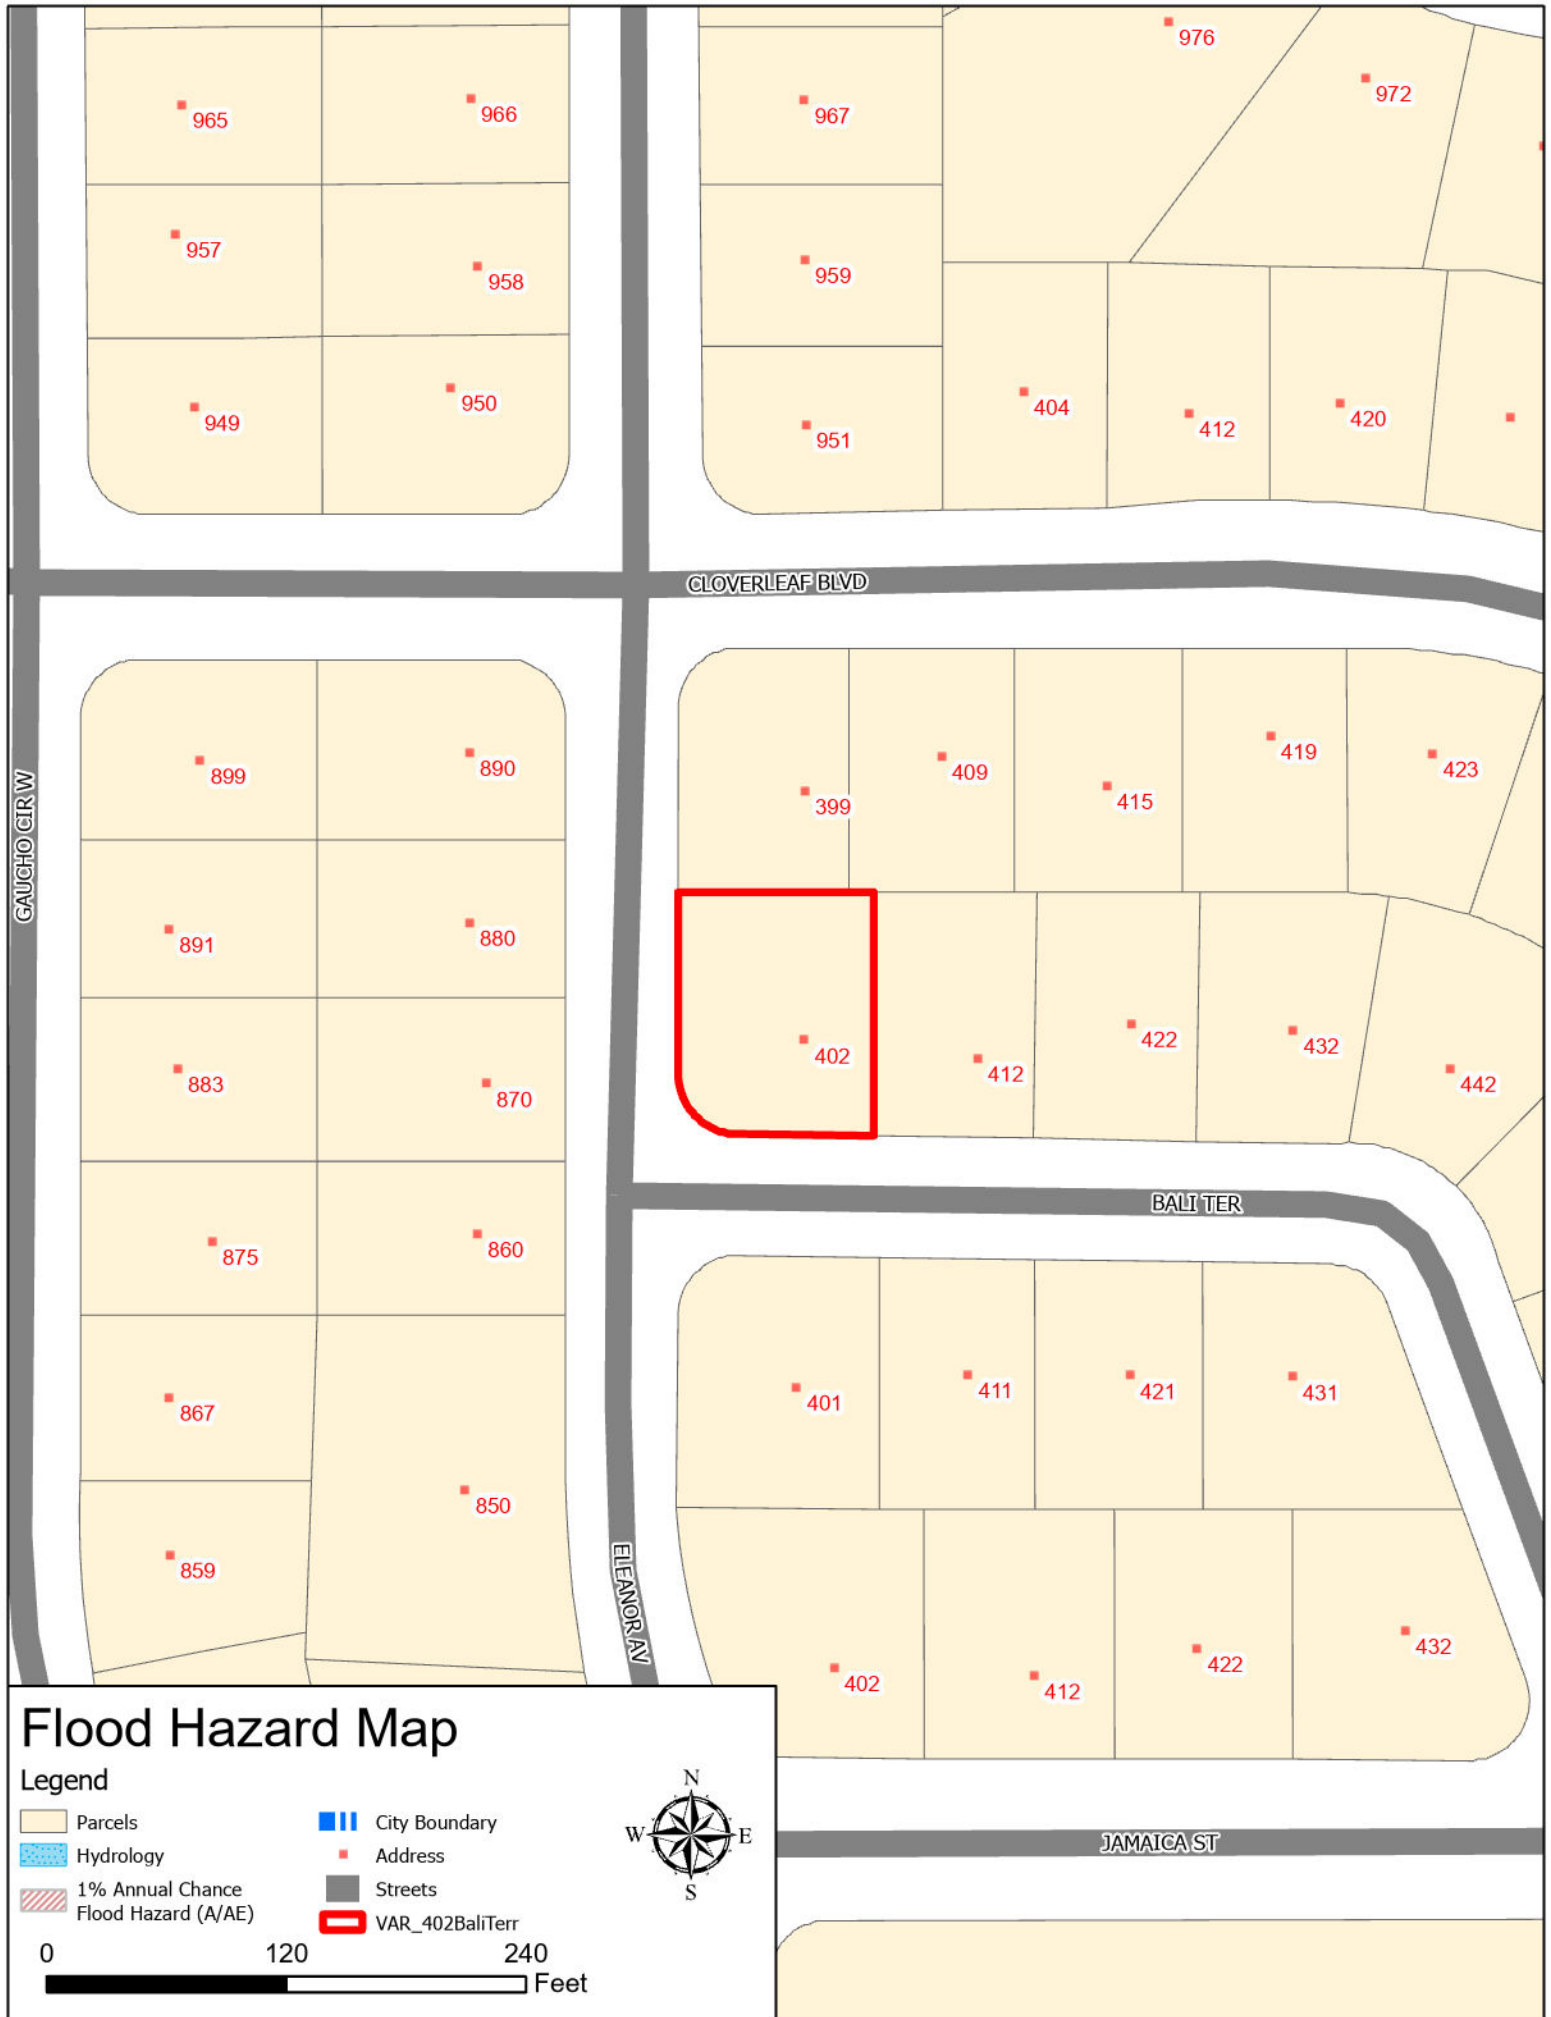 976
972
965
966
967
957
958
959
949
950
951
404
412
420
CLOVERLEAF BLVD
GAUCHO CIR W
899
890
399
409
415
419
423
891
880
883
870
402
412
422
432
442
BALI TER
875
860
867
850
859
401
411
421
431
ELEANOR AV
402
412
422
432
JAMAICA ST
Flood Hazard Map
Legend
Parcels
Hydrology
1% Annual Chance
Flood Hazard (A/AE)
City Boundary
Address
Streets
VAR_402BaliTerr
N
W E
S
0 120 240
Feet